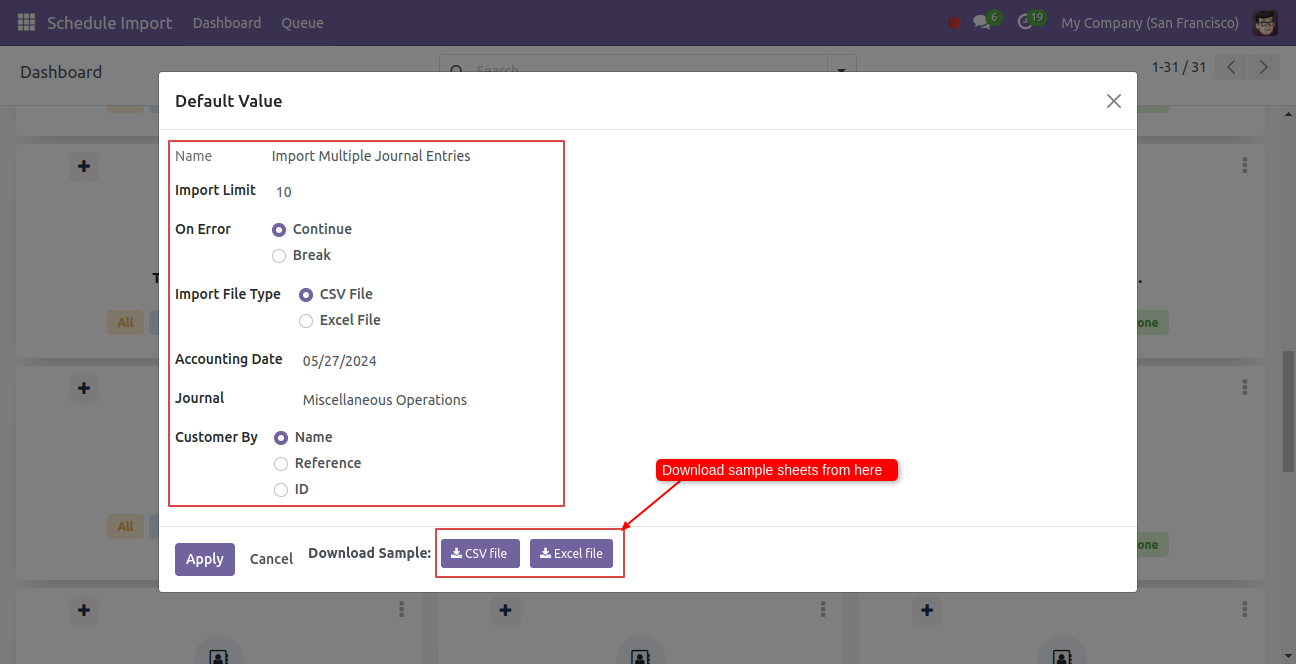 Schedule Import Dashboard Queue 6 19 My Company (San Francisco)
Dashboard Search... 1-31 / 31
Default Value
Name Import Multiple Journal Entries
Import Limit 10
On Error Continue
Break
Import File Type CSV File
Excel File
Accounting Date 05/27/2024
Journal Miscellaneous Operations
Customer By Name
Reference
ID
All
All
Download sample sheets from here
Apply Cancel Download Sample: CSV file Excel file